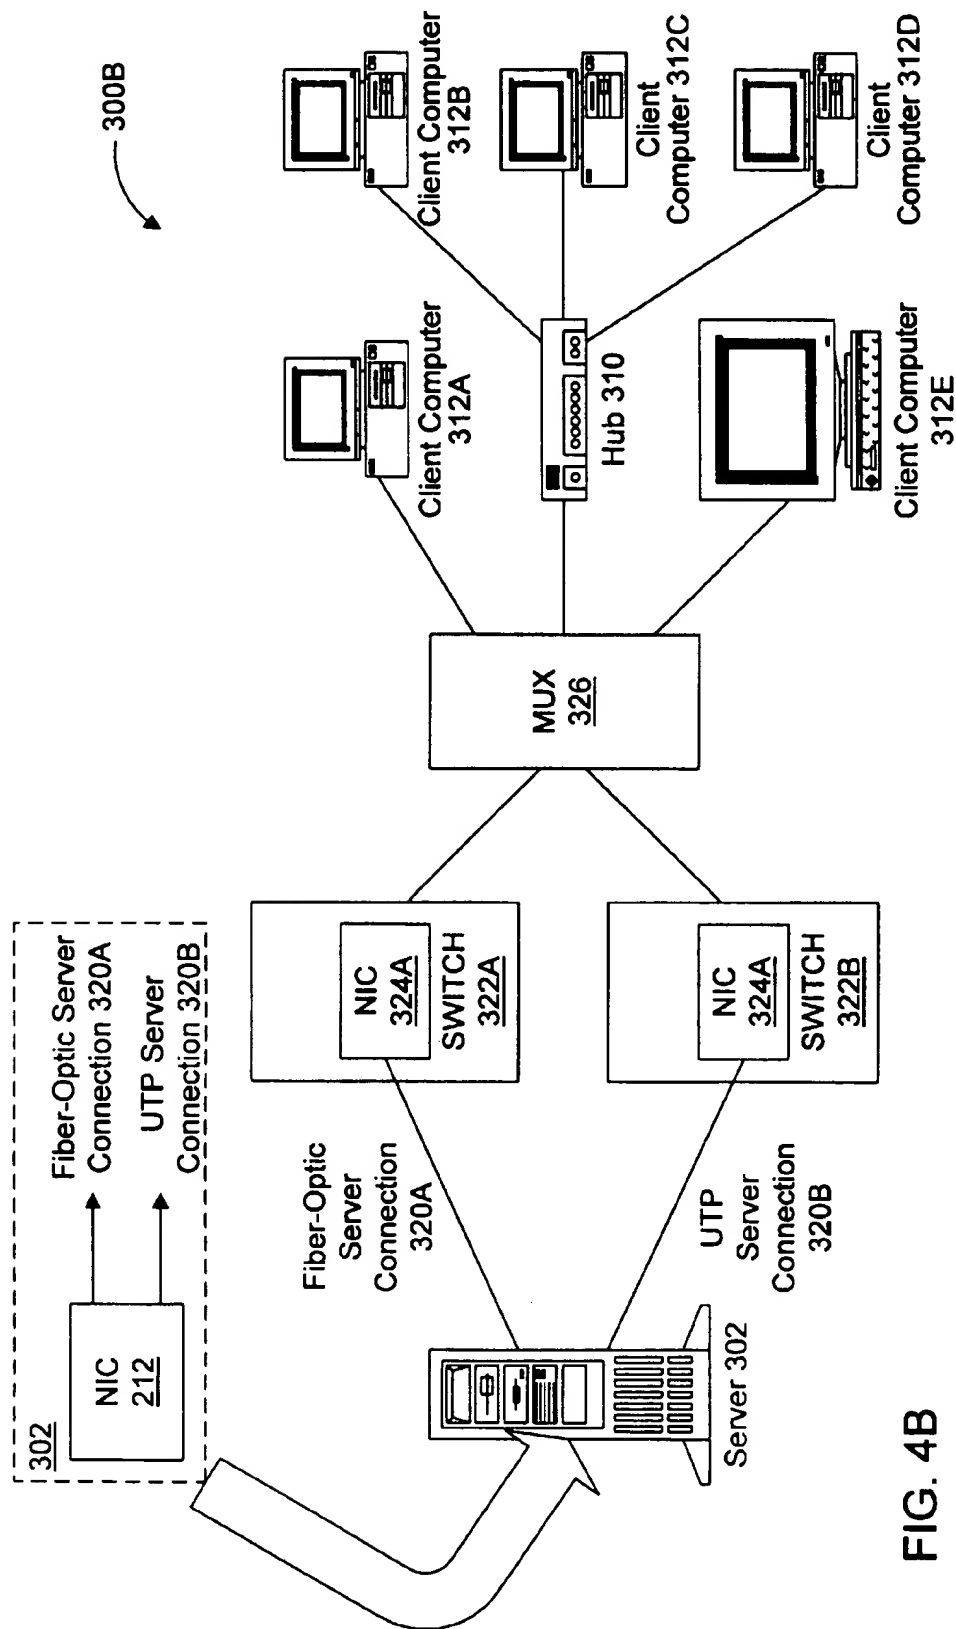 300B
302
NIC
212
Fiber-Optic Server
Connection 320A
UTP Server
Connection 320B
Server 302
Fiber-Optic
Server
Connection
320A
UTP
Server
Connection
320B
NIC
324A
SWITCH
322A
NIC
324A
SWITCH
322B
MUX
326
Client Computer
312A
Hub 310
Client Computer
312E
Client Computer
312B
Client
Computer 312C
Client
Computer 312D
FIG. 4B